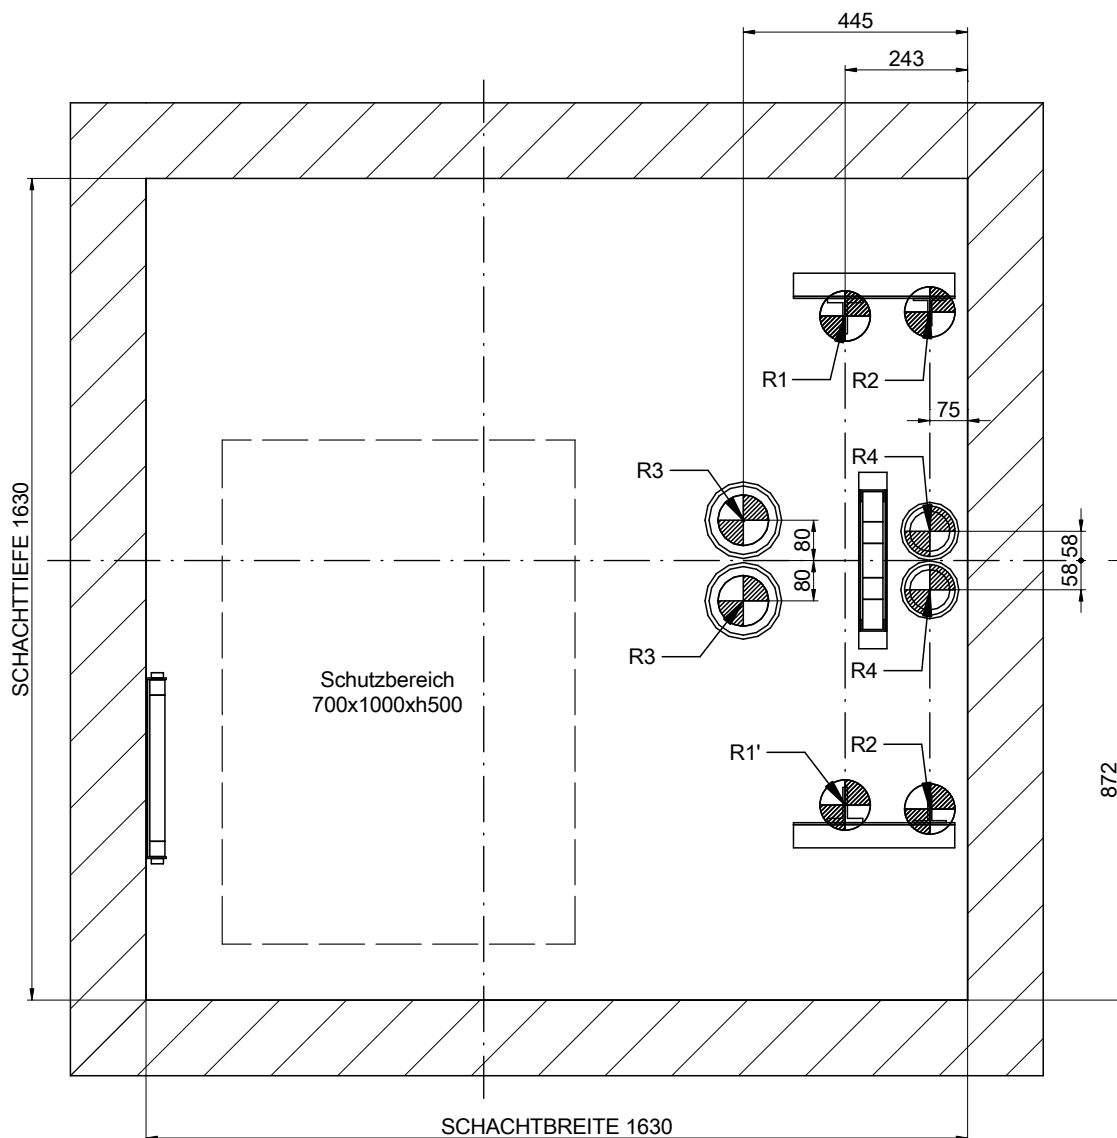 445
243
R1
R2
75
R3
R4
80
58
80
58
SCHACHTTIEFE 1630
R3
R4
Schutzbereich
700x1000xh500
R1'
R2
872
SCHACHTBREITE 1630